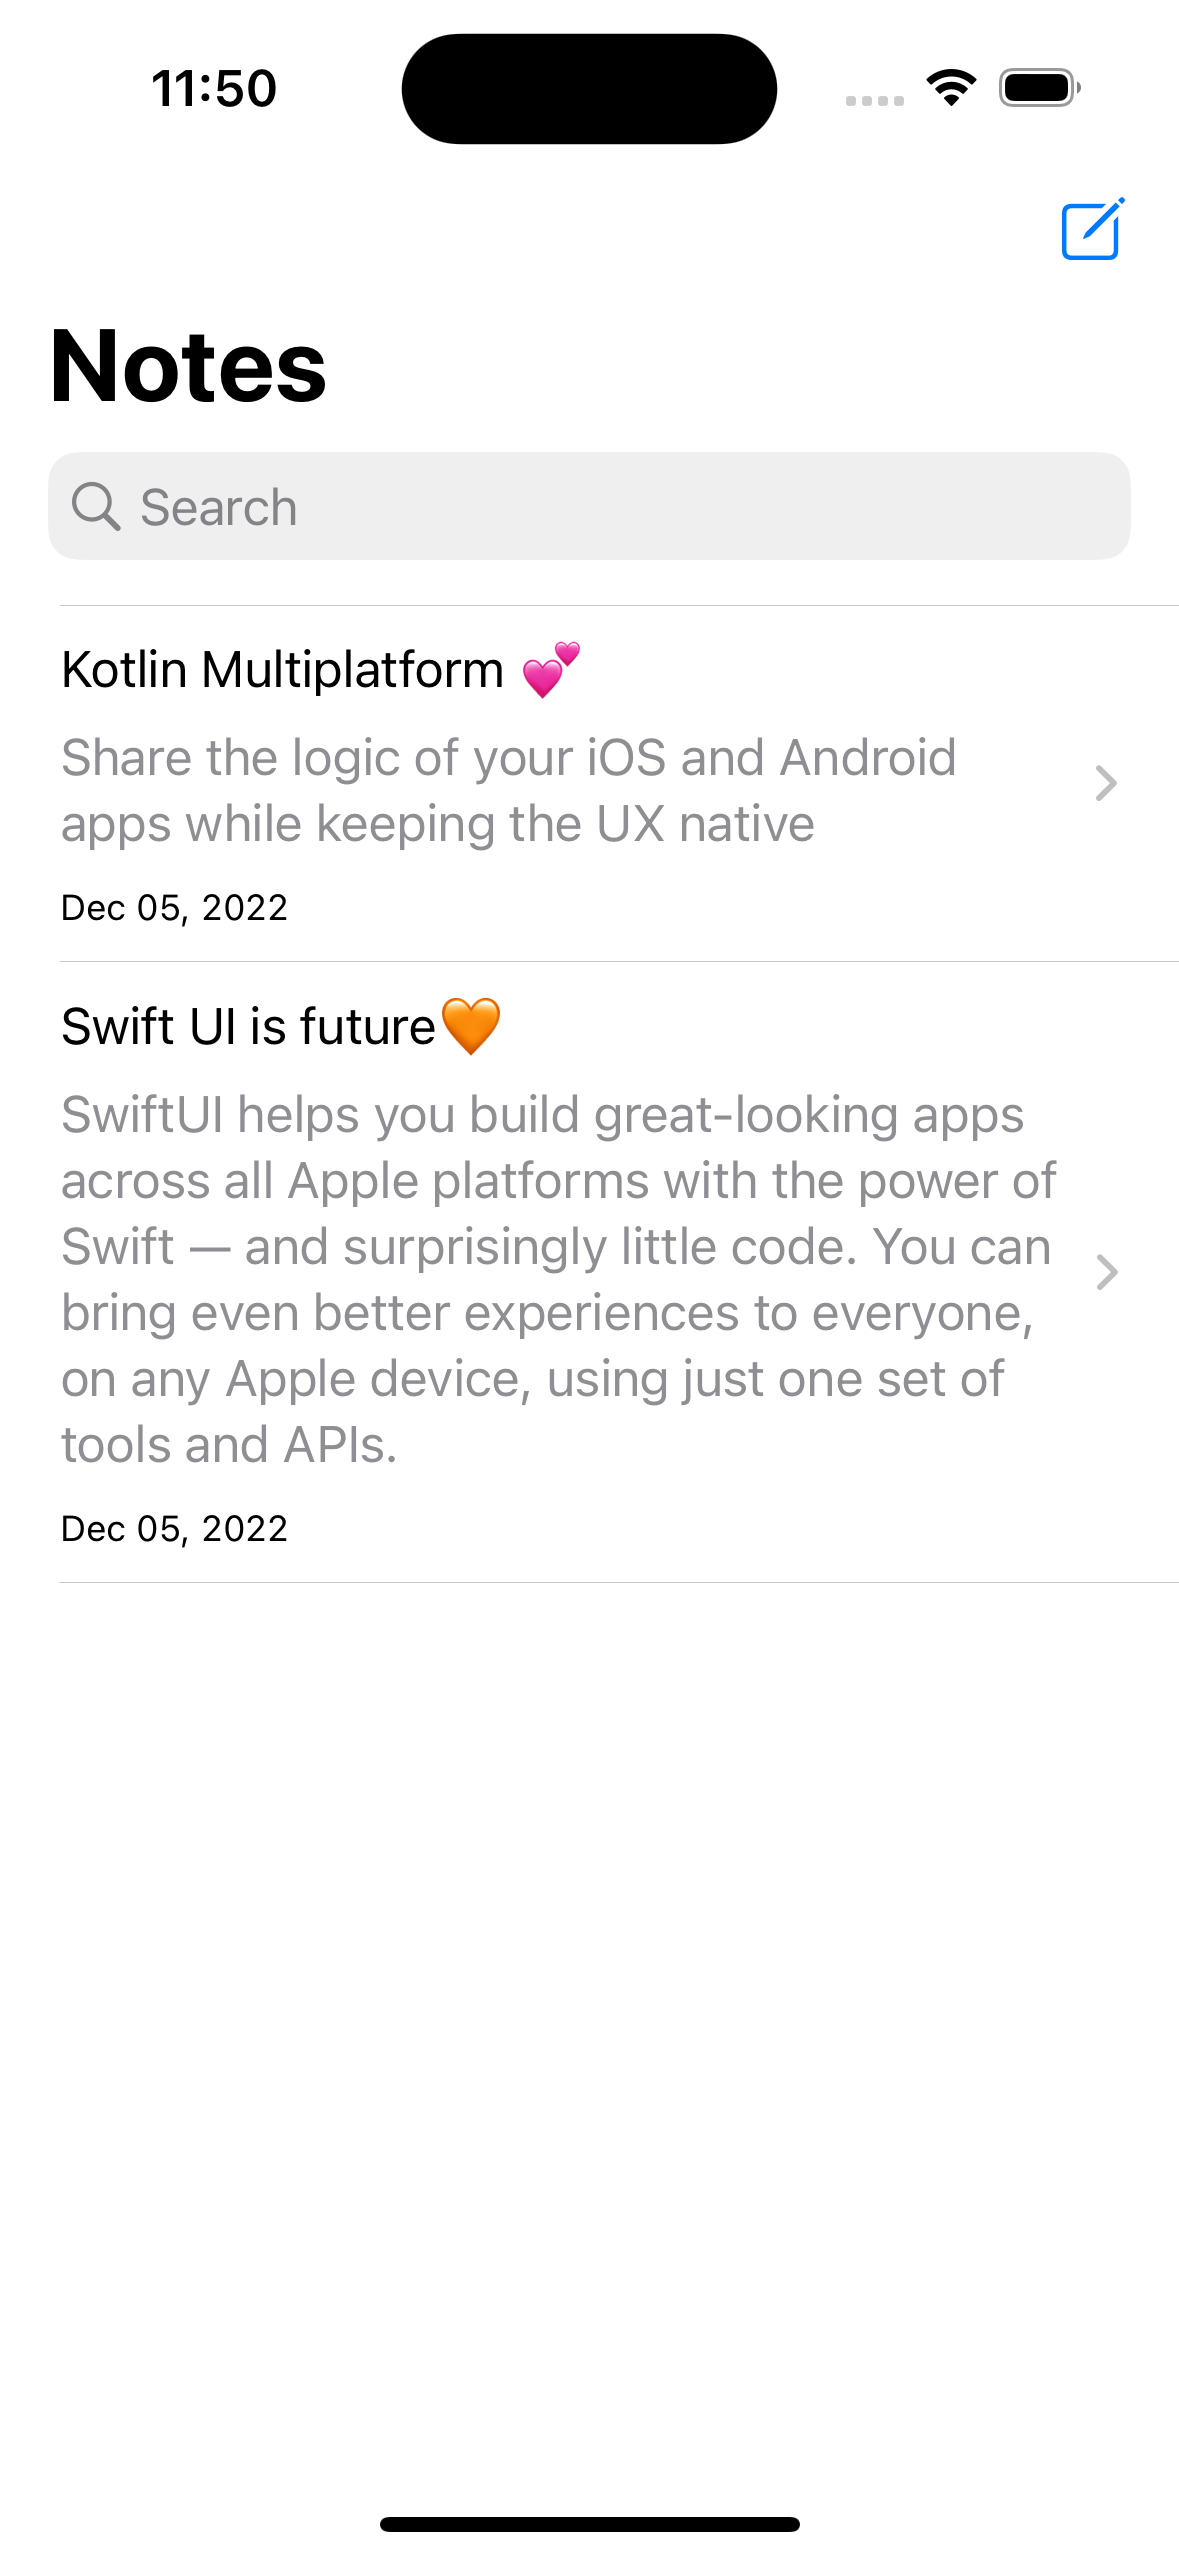 11:50
Notes
Search
Kotlin Multiplatform 💕
Share the logic of your iOS and Android
apps while keeping the UX native
Dec 05, 2022
Swift UI is future🧡
SwiftUI helps you build great-looking apps
across all Apple platforms with the power of
Swift — and surprisingly little code. You can
bring even better experiences to everyone,
on any Apple device, using just one set of
tools and APIs.
Dec 05, 2022